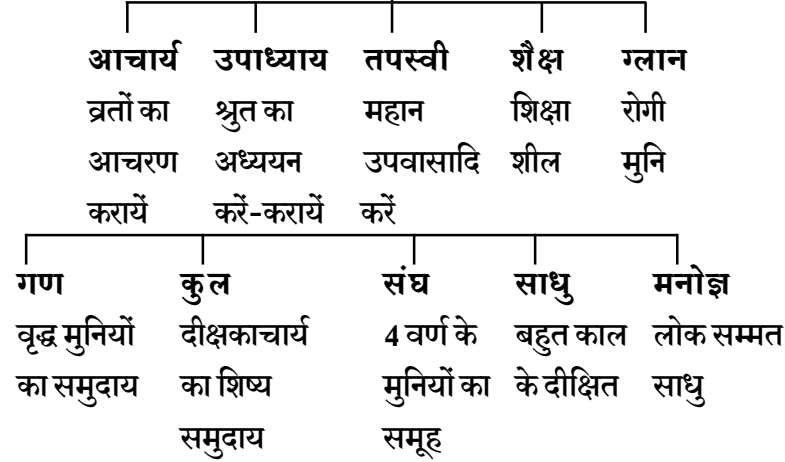 आचार्य उपाध्याय तपस्वी शैक्ष ग्लान
व्रतों का श्रुत का महान शिक्षा रोगी
आचरण अध्ययन उपवासादि शील मुनि
करायें करें-करायें करें
गण कुल संघ साधु मनोज्ञ
वृद्ध मुनियों दीक्षकाचार्य 4 वर्ण के बहुत काल लोक सम्मत
का समुदाय का शिष्य मुनियों का के दीक्षित साधु
समुदाय समूह